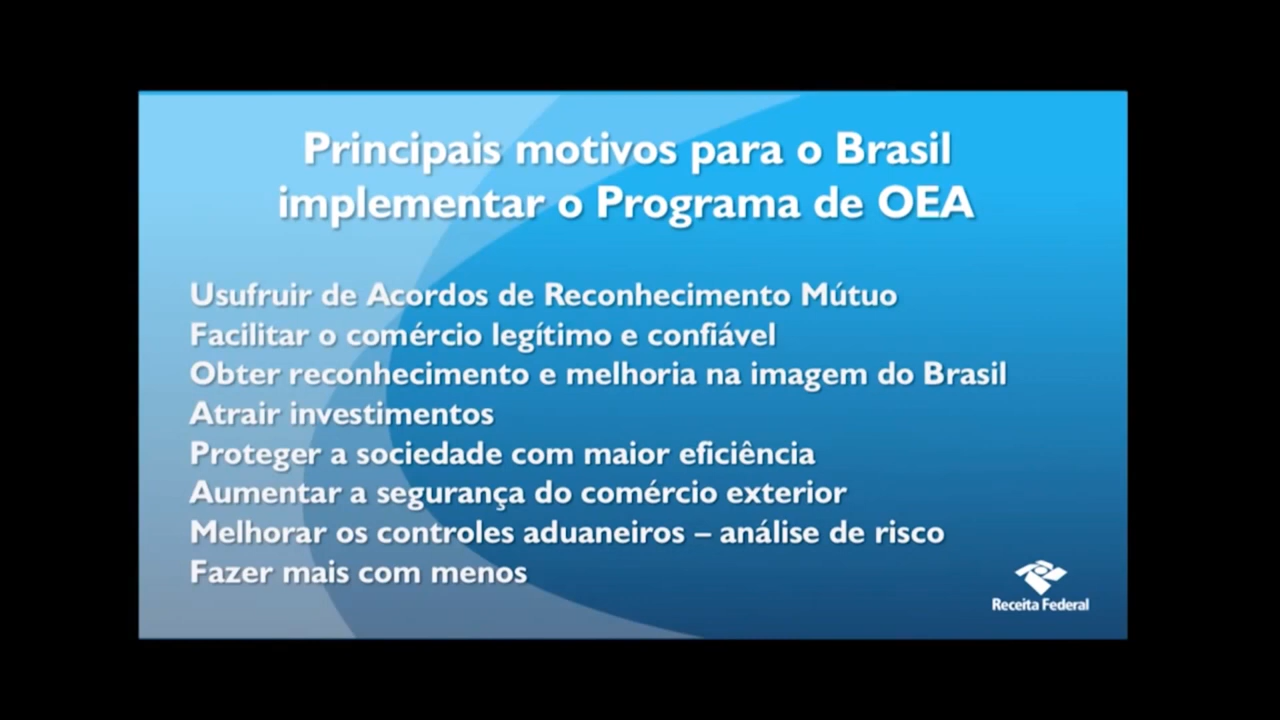 Principais motivos para o Brasil
implementar o Programa de OEA
Usufruir de Acordos de Reconhecimento Mútuo
Facilitar o comércio legítimo e confiável
Obter reconhecimento e melhoria na imagem do Brasil
Atrair investimentos
Proteger a sociedade com maior eficiência
Aumentar a segurança do comércio exterior
Melhorar os controles aduaneiros – análise de risco
Fazer mais com menos
Receita Federal